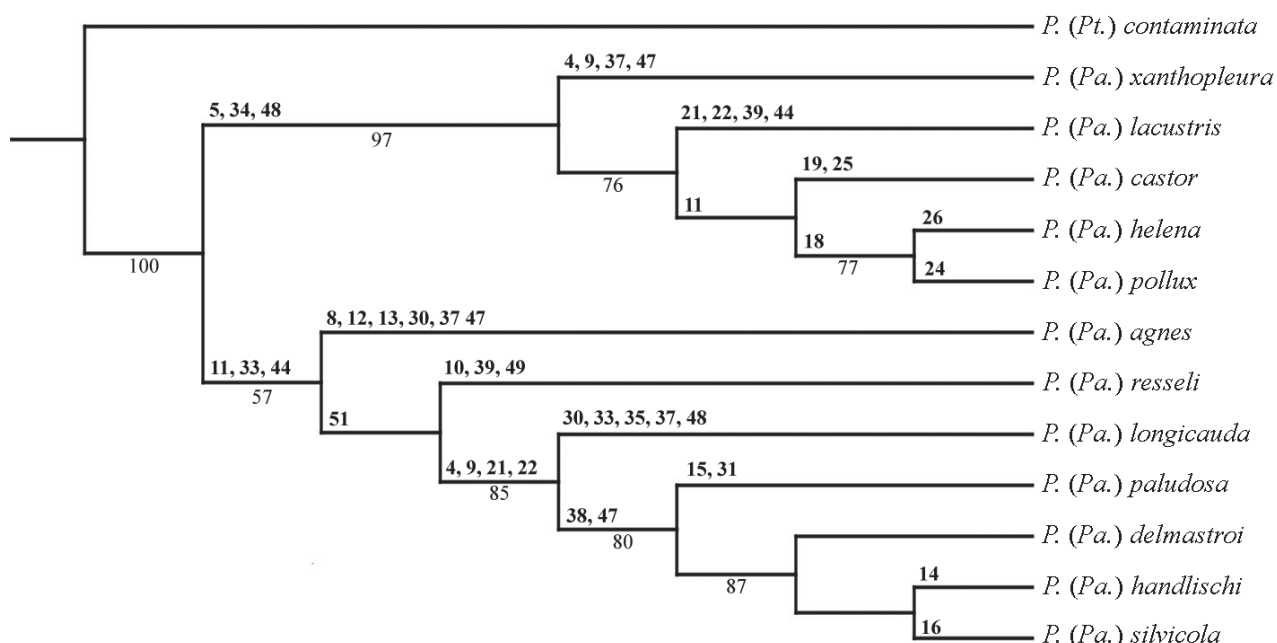 P. (Pt.) contaminata
4, 9, 37, 47
P. (Pa.) xanthopleura
5, 34, 48
97
21, 22, 39, 44
P. (Pa.) lacustris
76
19, 25
P. (Pa.) castor
11
26
P. (Pa.) helena
18
77
24
P. (Pa.) pollux
100
8, 12, 13, 30, 37 47
P. (Pa.) agnes
11, 33, 44
57
10, 39, 49
P. (Pa.) resseli
51
30, 33, 35, 37, 48
P. (Pa.) longicauda
4, 9, 21, 22
85
15, 31
P. (Pa.) paludosa
38, 47
80
P. (Pa.) delmastroi
87
14
P. (Pa.) handlischi
16
P. (Pa.) silvicola